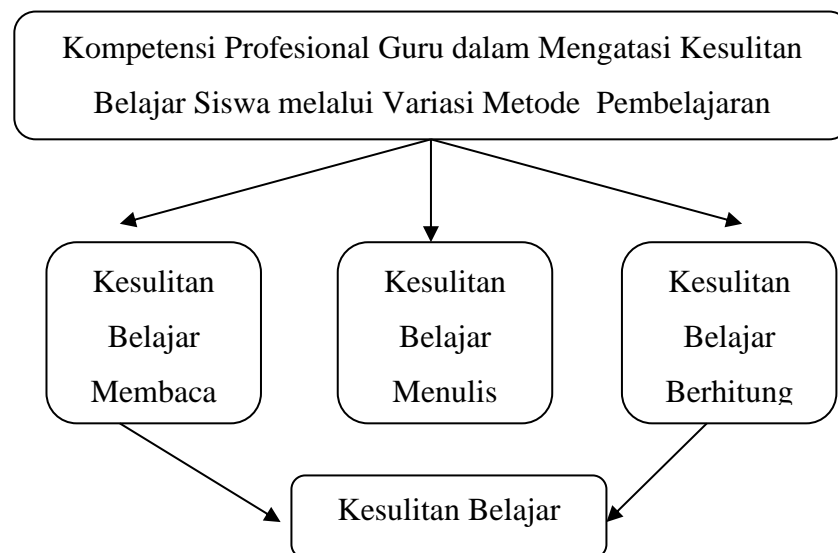 Kompetensi Profesional Guru dalam Mengatasi Kesulitan
Belajar Siswa melalui Variasi Metode Pembelajaran
Kesulitan
Belajar
Membaca
Kesulitan
Belajar
Menulis
Kesulitan
Belajar
Berhitung
Kesulitan Belajar